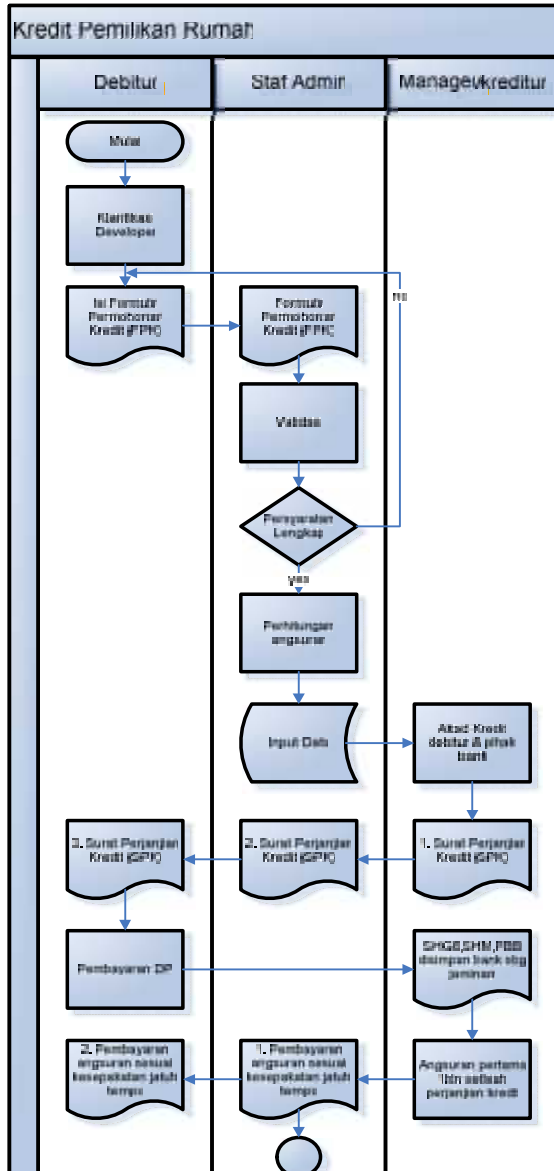 Kredit Pemilikan Rumah
Debitur
Staf Admin
Manager/kreditur
Mulai
Klarifikasi
Developer
Isi Formulir
Permohonan
Kredit (FPK)
Formulir
Permohonan
Kredit (FPK)
No
Validasi
Persyaratan
Lengkap
yes
Perhitungan
angsuran
Input Data
Akad Kredit
debitur & pihak
bank
3. Surat Perjanjian
Kredit (SPK)
2. Surat Perjanjian
Kredit (SPK)
1. Surat Perjanjian
Kredit (SPK)
Pembayaran DP
SHGB,SHM,PBB
disimpan bank sbg
jaminan
2. Pembayaran
angsuran sesuai
kesepakatan jatuh
tempo
1. Pembayaran
angsuran sesuai
kesepakatan jatuh
tempo
Angsuran pertama
1bln setelah
perjanjian kredit